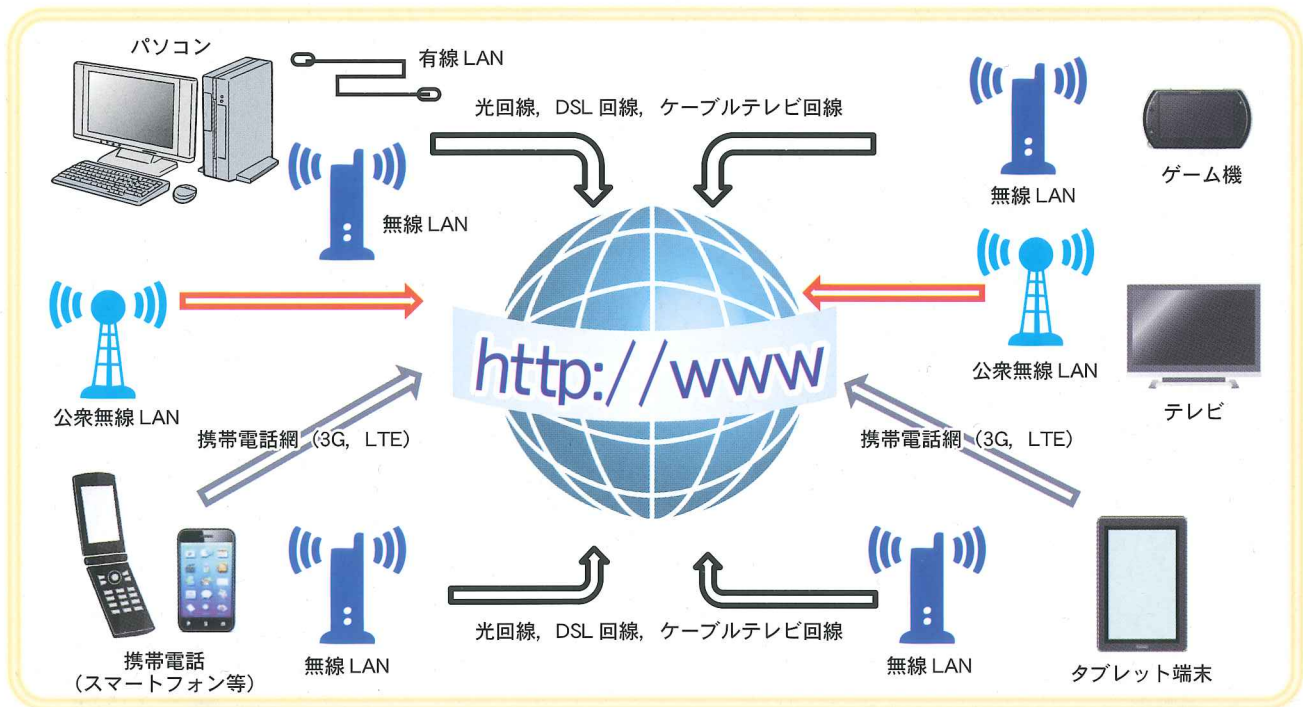 パソコン
有線 LAN
光回線，DSL 回線，ケーブルテレビ回線
無線 LAN
無線 LAN
ゲーム機
公衆無線 LAN
http://www
公衆無線 LAN
テレビ
携帯電話網（3G，LTE）
携帯電話網（3G，LTE）
携帯電話
（スマートフォン等）
無線 LAN
光回線，DSL 回線，ケーブルテレビ回線
無線 LAN
タブレット端末